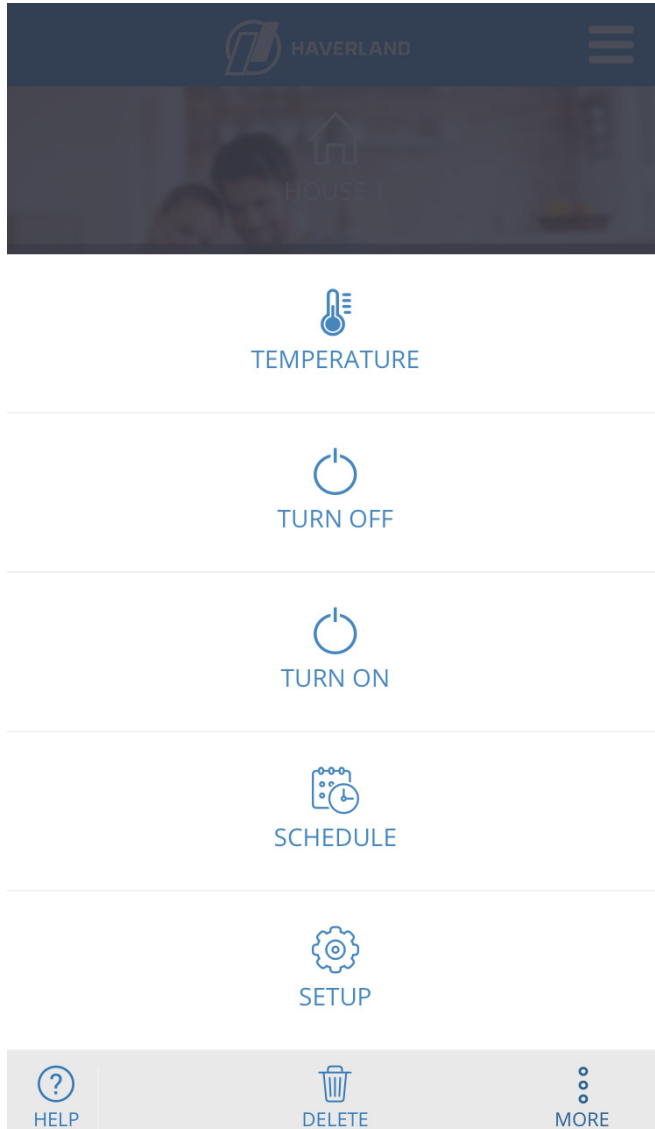 HAVERLAND
HOUSE 1
TEMPERATURE
TURN OFF
TURN ON
SCHEDULE
SETUP
HELP
DELETE
MORE